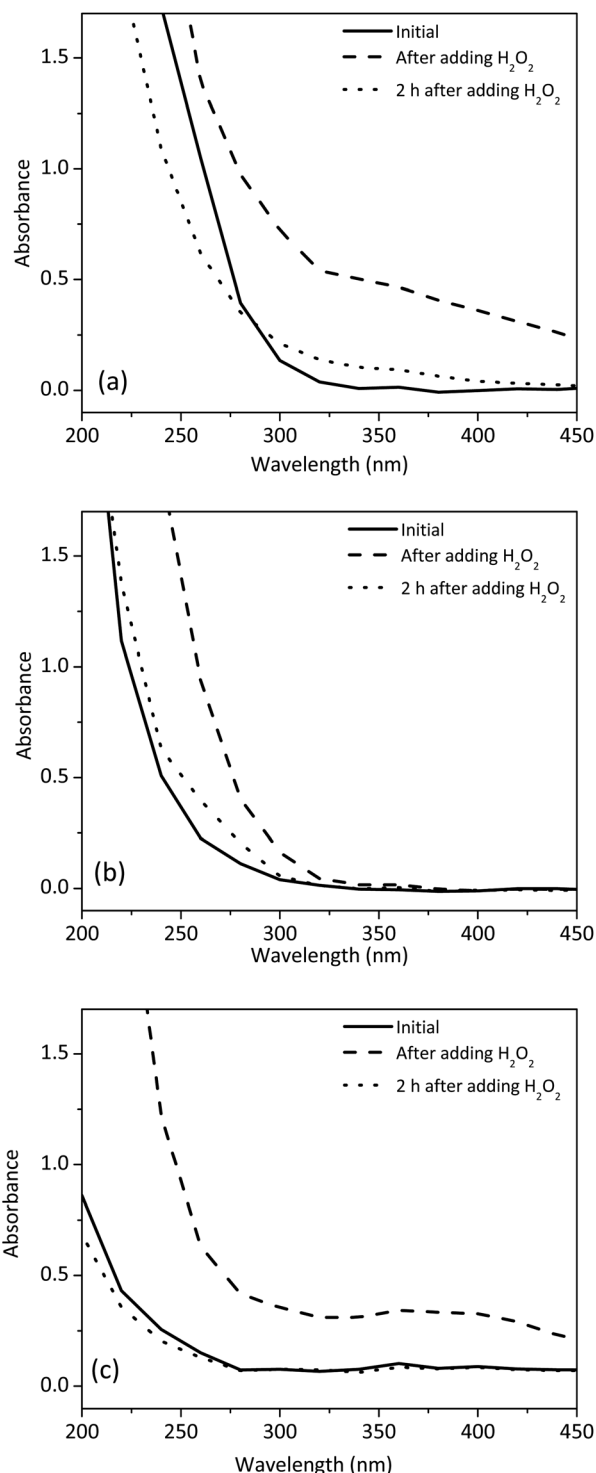 Initial
After adding H₂O₂
2 h after adding H₂O₂
1.5
1.0
0.5
0.0
Absorbance
(a)
200 250 300 350 400 450
Wavelength (nm)
Initial
After adding H₂O₂
2 h after adding H₂O₂
1.5
1.0
0.5
0.0
Absorbance
(b)
200 250 300 350 400 450
Wavelength (nm)
Initial
After adding H₂O₂
2 h after adding H₂O₂
1.5
1.0
0.5
0.0
Absorbance
(c)
200 250 300 350 400 450
Wavelength (nm)